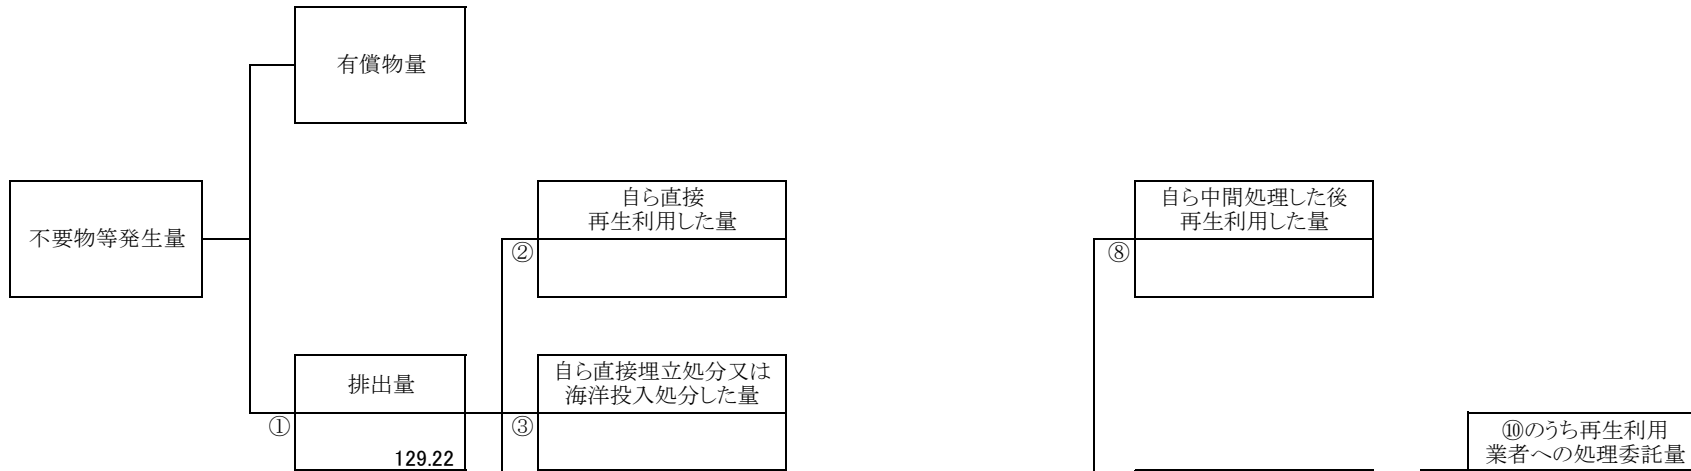 有償物量
不要物等発生量
自ら直接
再生利用した量
②
自ら中間処理した後
再生利用した量
⑧
排出量
①
129.22
自ら直接埋立処分又は
海洋投入処分した量
③
⑩のうち再生利用
業者への処理委託量